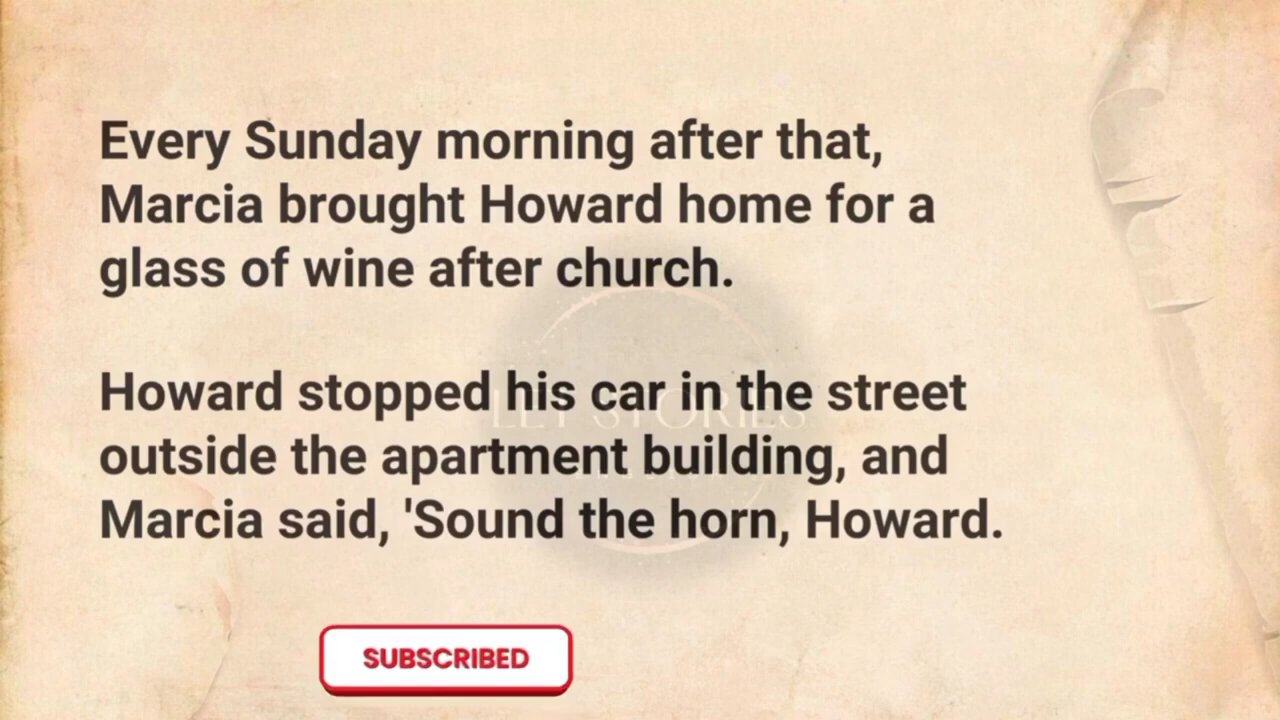 Every Sunday morning after that,
Marcia brought Howard home for a
glass of wine after church.
Howard stopped his car in the street
outside the apartment building, and
Marcia said, 'Sound the horn, Howard.
SUBSCRIBED